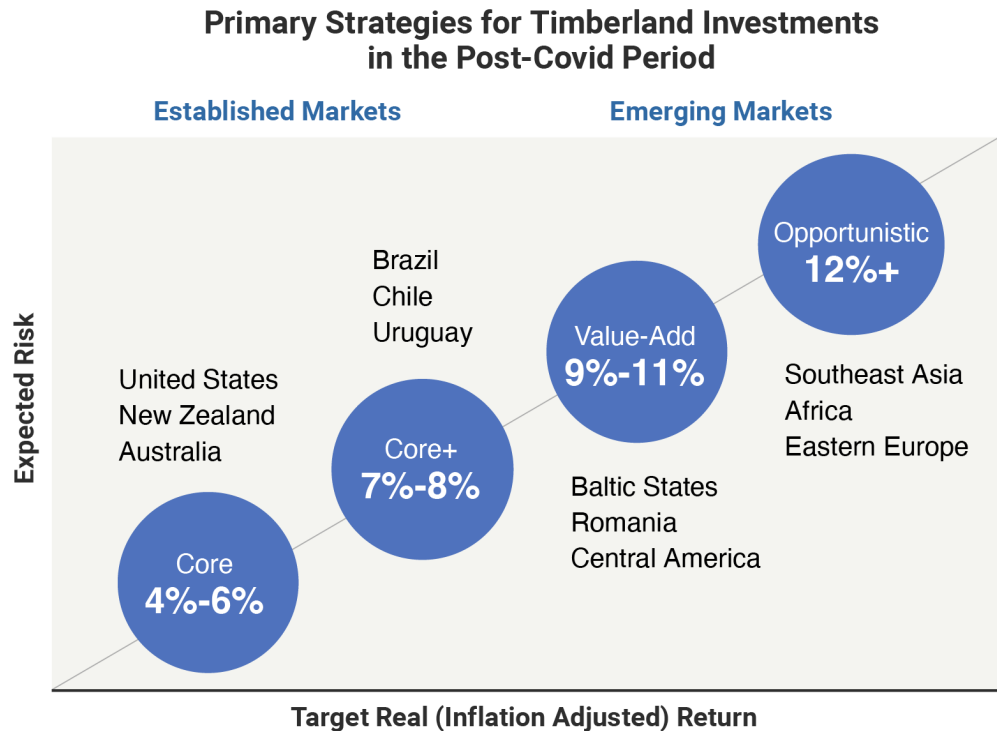 Primary Strategies for Timberland Investments
in the Post-Covid Period
Established Markets
Emerging Markets
Expected Risk
United States
New Zealand
Australia
Core
4%-6%
Brazil
Chile
Uruguay
Core+
7%-8%
Value-Add
9%-11%
Baltic States
Romania
Central America
Opportunistic
12%+
Southeast Asia
Africa
Eastern Europe
Target Real (Inflation Adjusted) Return